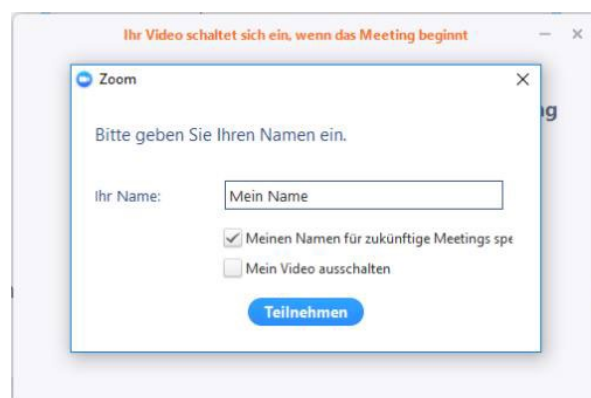 Ihr Video schaltet sich ein, wenn das Meeting beginnt
Zoom
ng
Bitte geben Sie Ihren Namen ein.
Ihr Name: Mein Name
Meinen Namen für zukünftige Meetings spe
Mein Video ausschalten
Teilnehmen